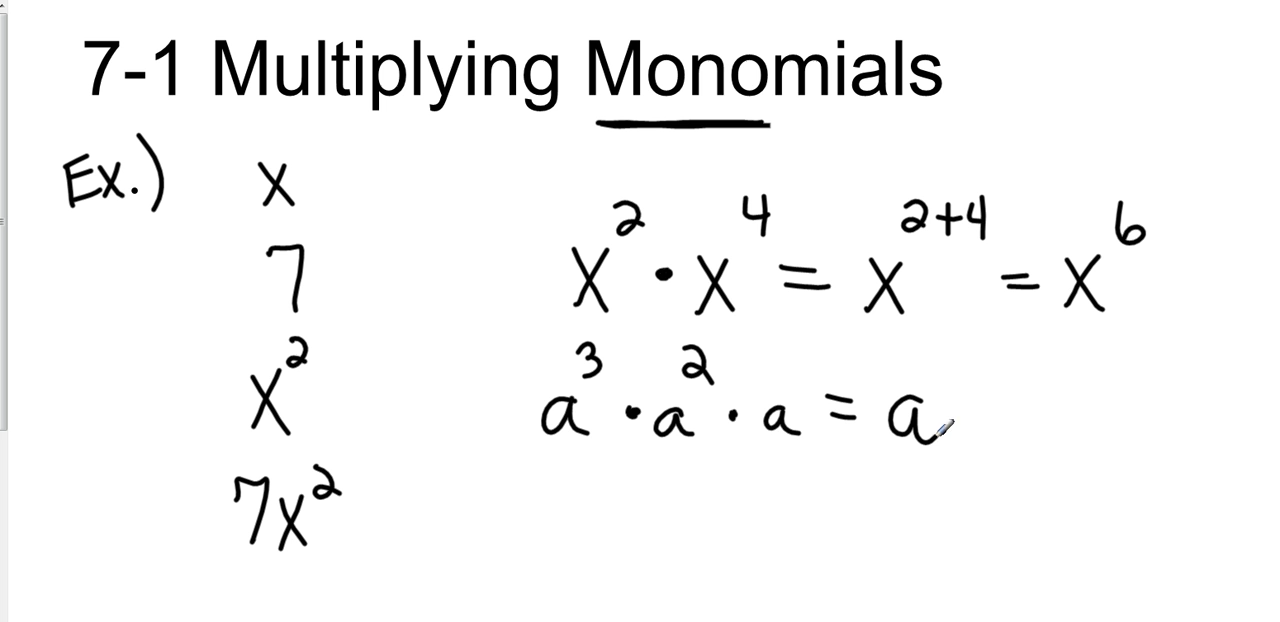 7-1 Multiplying Monomials
Ex.) x
7
x² · x⁴ = x²⁺⁴ = x⁶
x²
a³ · a² · a = a
7x²